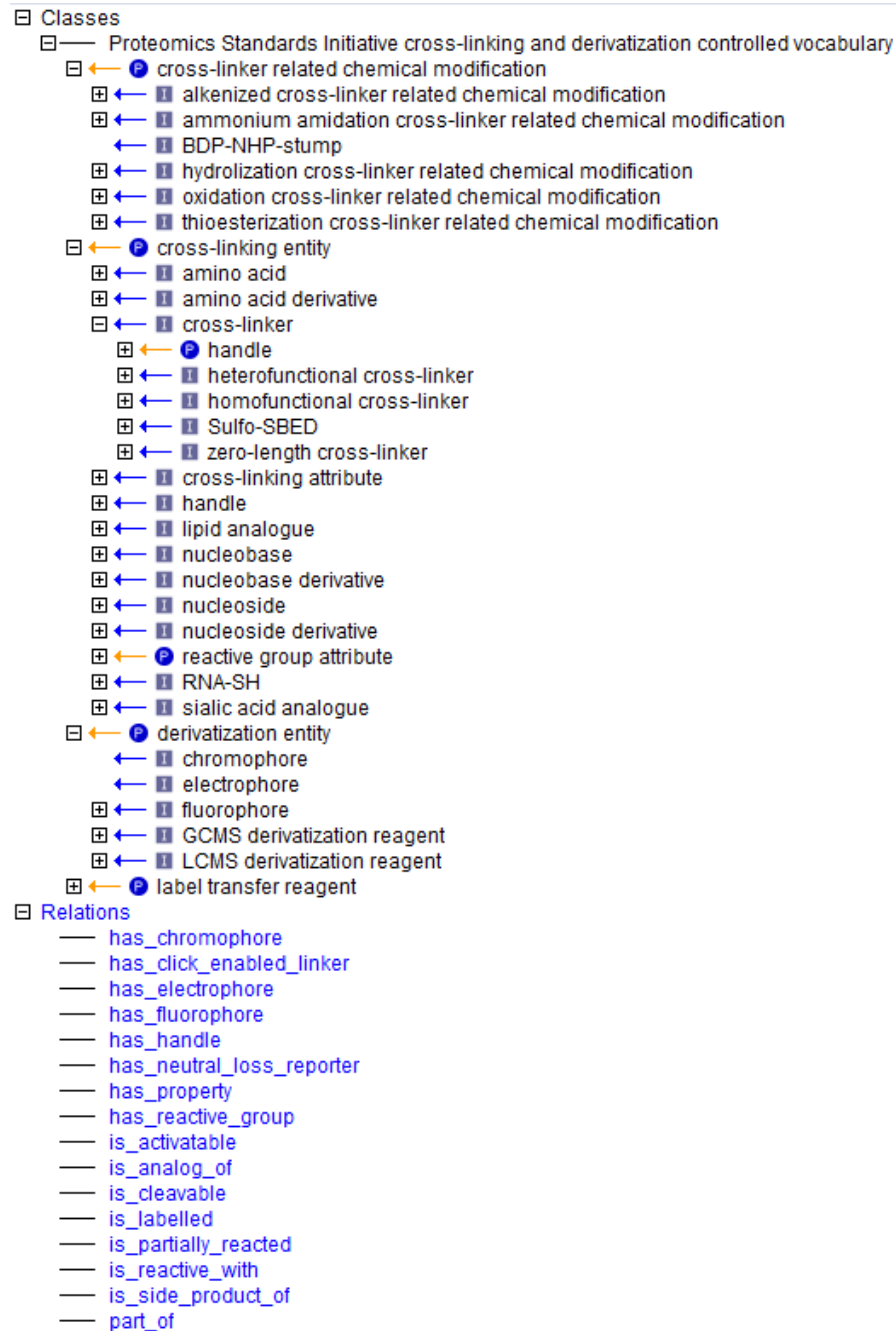 Classes
Proteomics Standards Initiative cross-linking and derivatization controlled vocabulary
P cross-linker related chemical modification
I alkenized cross-linker related chemical modification
I ammonium amidation cross-linker related chemical modification
I BDP-NHP-stump
I hydrolization cross-linker related chemical modification
I oxidation cross-linker related chemical modification
I thioesterization cross-linker related chemical modification
P cross-linking entity
I amino acid
I amino acid derivative
I cross-linker
P handle
I heterofunctional cross-linker
I homofunctional cross-linker
I Sulfo-SBED
I zero-length cross-linker
I cross-linking attribute
I handle
I lipid analogue
I nucleobase
I nucleobase derivative
I nucleoside
I nucleoside derivative
P reactive group attribute
I RNA-SH
I sialic acid analogue
P derivatization entity
I chromophore
I electrophore
I fluorophore
I GCMS derivatization reagent
I LCMS derivatization reagent
P label transfer reagent
Relations
has_chromophore
has_click_enabled_linker
has_electrophore
has_fluorophore
has_handle
has_neutral_loss_reporter
has_property
has_reactive_group
is_activatable
is_analog_of
is_cleavable
is_labelled
is_partially_reacted
is_reactive_with
is_side_product_of
part_of